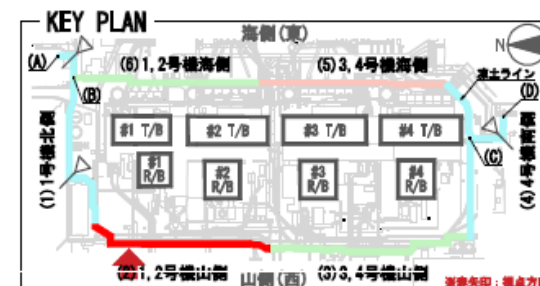 KEY PLAN
海側(東)
N
(A)
(6)1,2号機海側
(5)3,4号機海側
凍土ライン
(B)
(D)
#1 T/B
#2 T/B
#3 T/B
#4 T/B
(1)1号機北側
#1
R/B
#2
R/B
#3
R/B
#4
R/B
(C)
(4)4号機南側
(2)1,2号機山側
山側(西)
(3)3,4号機山側